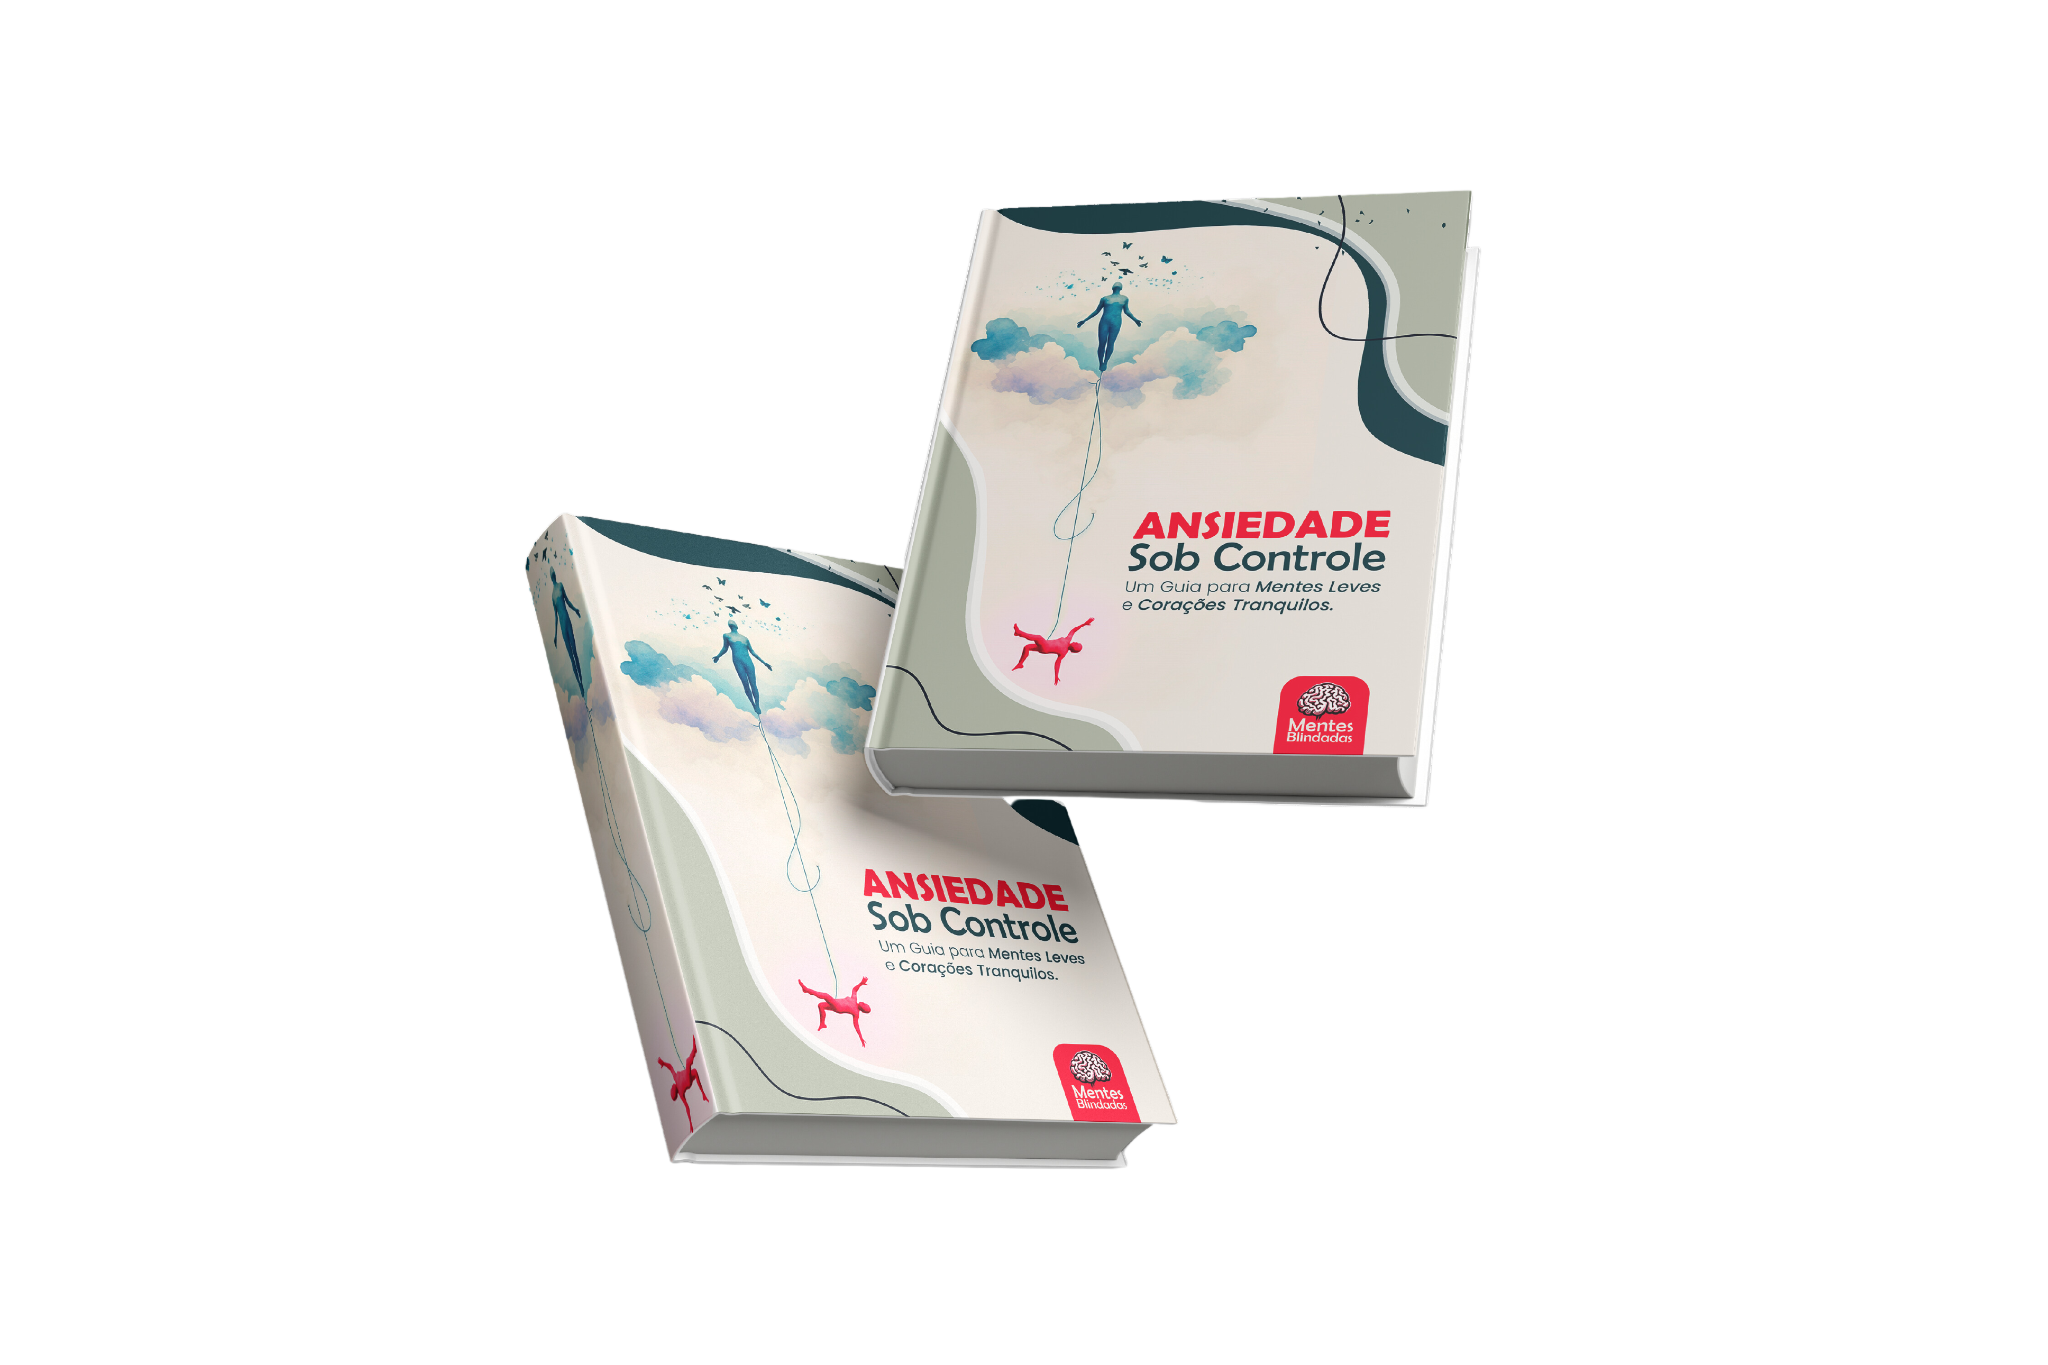 ANSIEDADE
Sob Controle
Um Guia para Mentes Leves
e Corações Tranquilos.
Mentes
Blindadas
ANSIEDADE
Sob Controle
Um Guia para Mentes Leves
e Corações Tranquilos.
Mentes
Blindadas